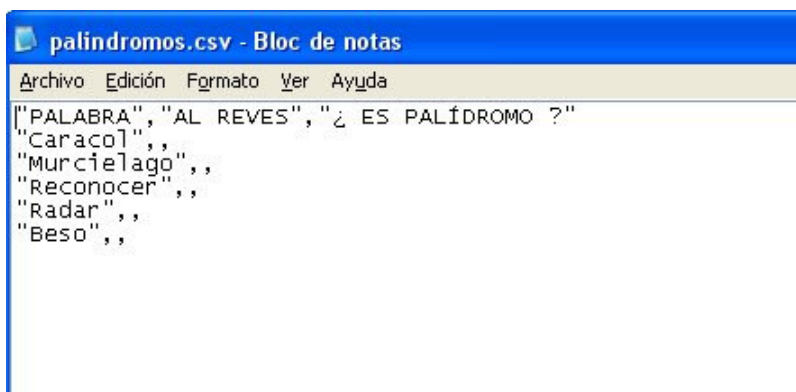 palindromos.csv - Bloc de notas
Archivo Edición Formato Ver Ayuda
"PALABRA","AL REVES","¿ ES PALÍDROMO ?"
"Caracol",,
"Murcielago",,
"Reconocer",,
"Radar",,
"Beso",,